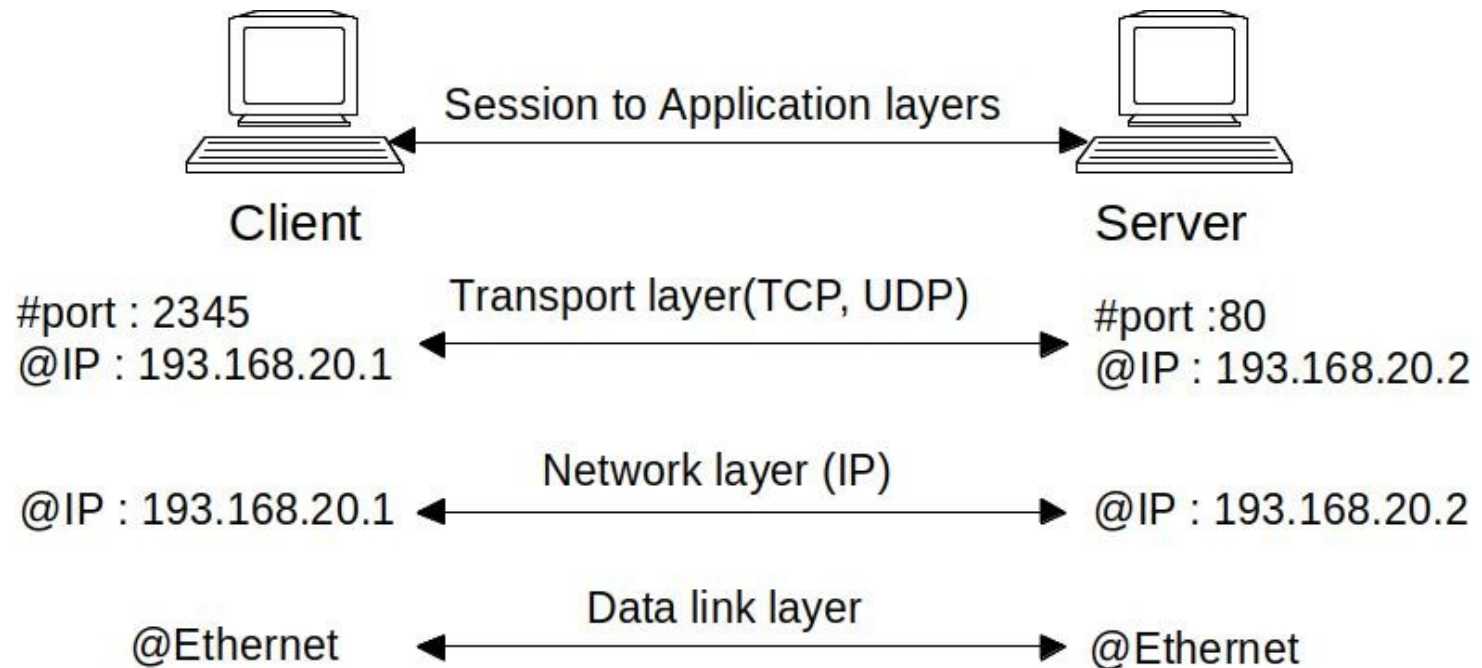 Session to Application layers
Client
Server
Transport layer(TCP, UDP)
#port : 2345
@IP : 193.168.20.1
#port :80
@IP : 193.168.20.2
Network layer (IP)
@IP : 193.168.20.1
@IP : 193.168.20.2
Data link layer
@Ethernet
@Ethernet